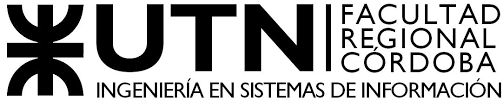 UTN
FACULTAD
REGIONAL
CÓRDOBA
INGENIERÍA EN SISTEMAS DE INFORMACIÓN